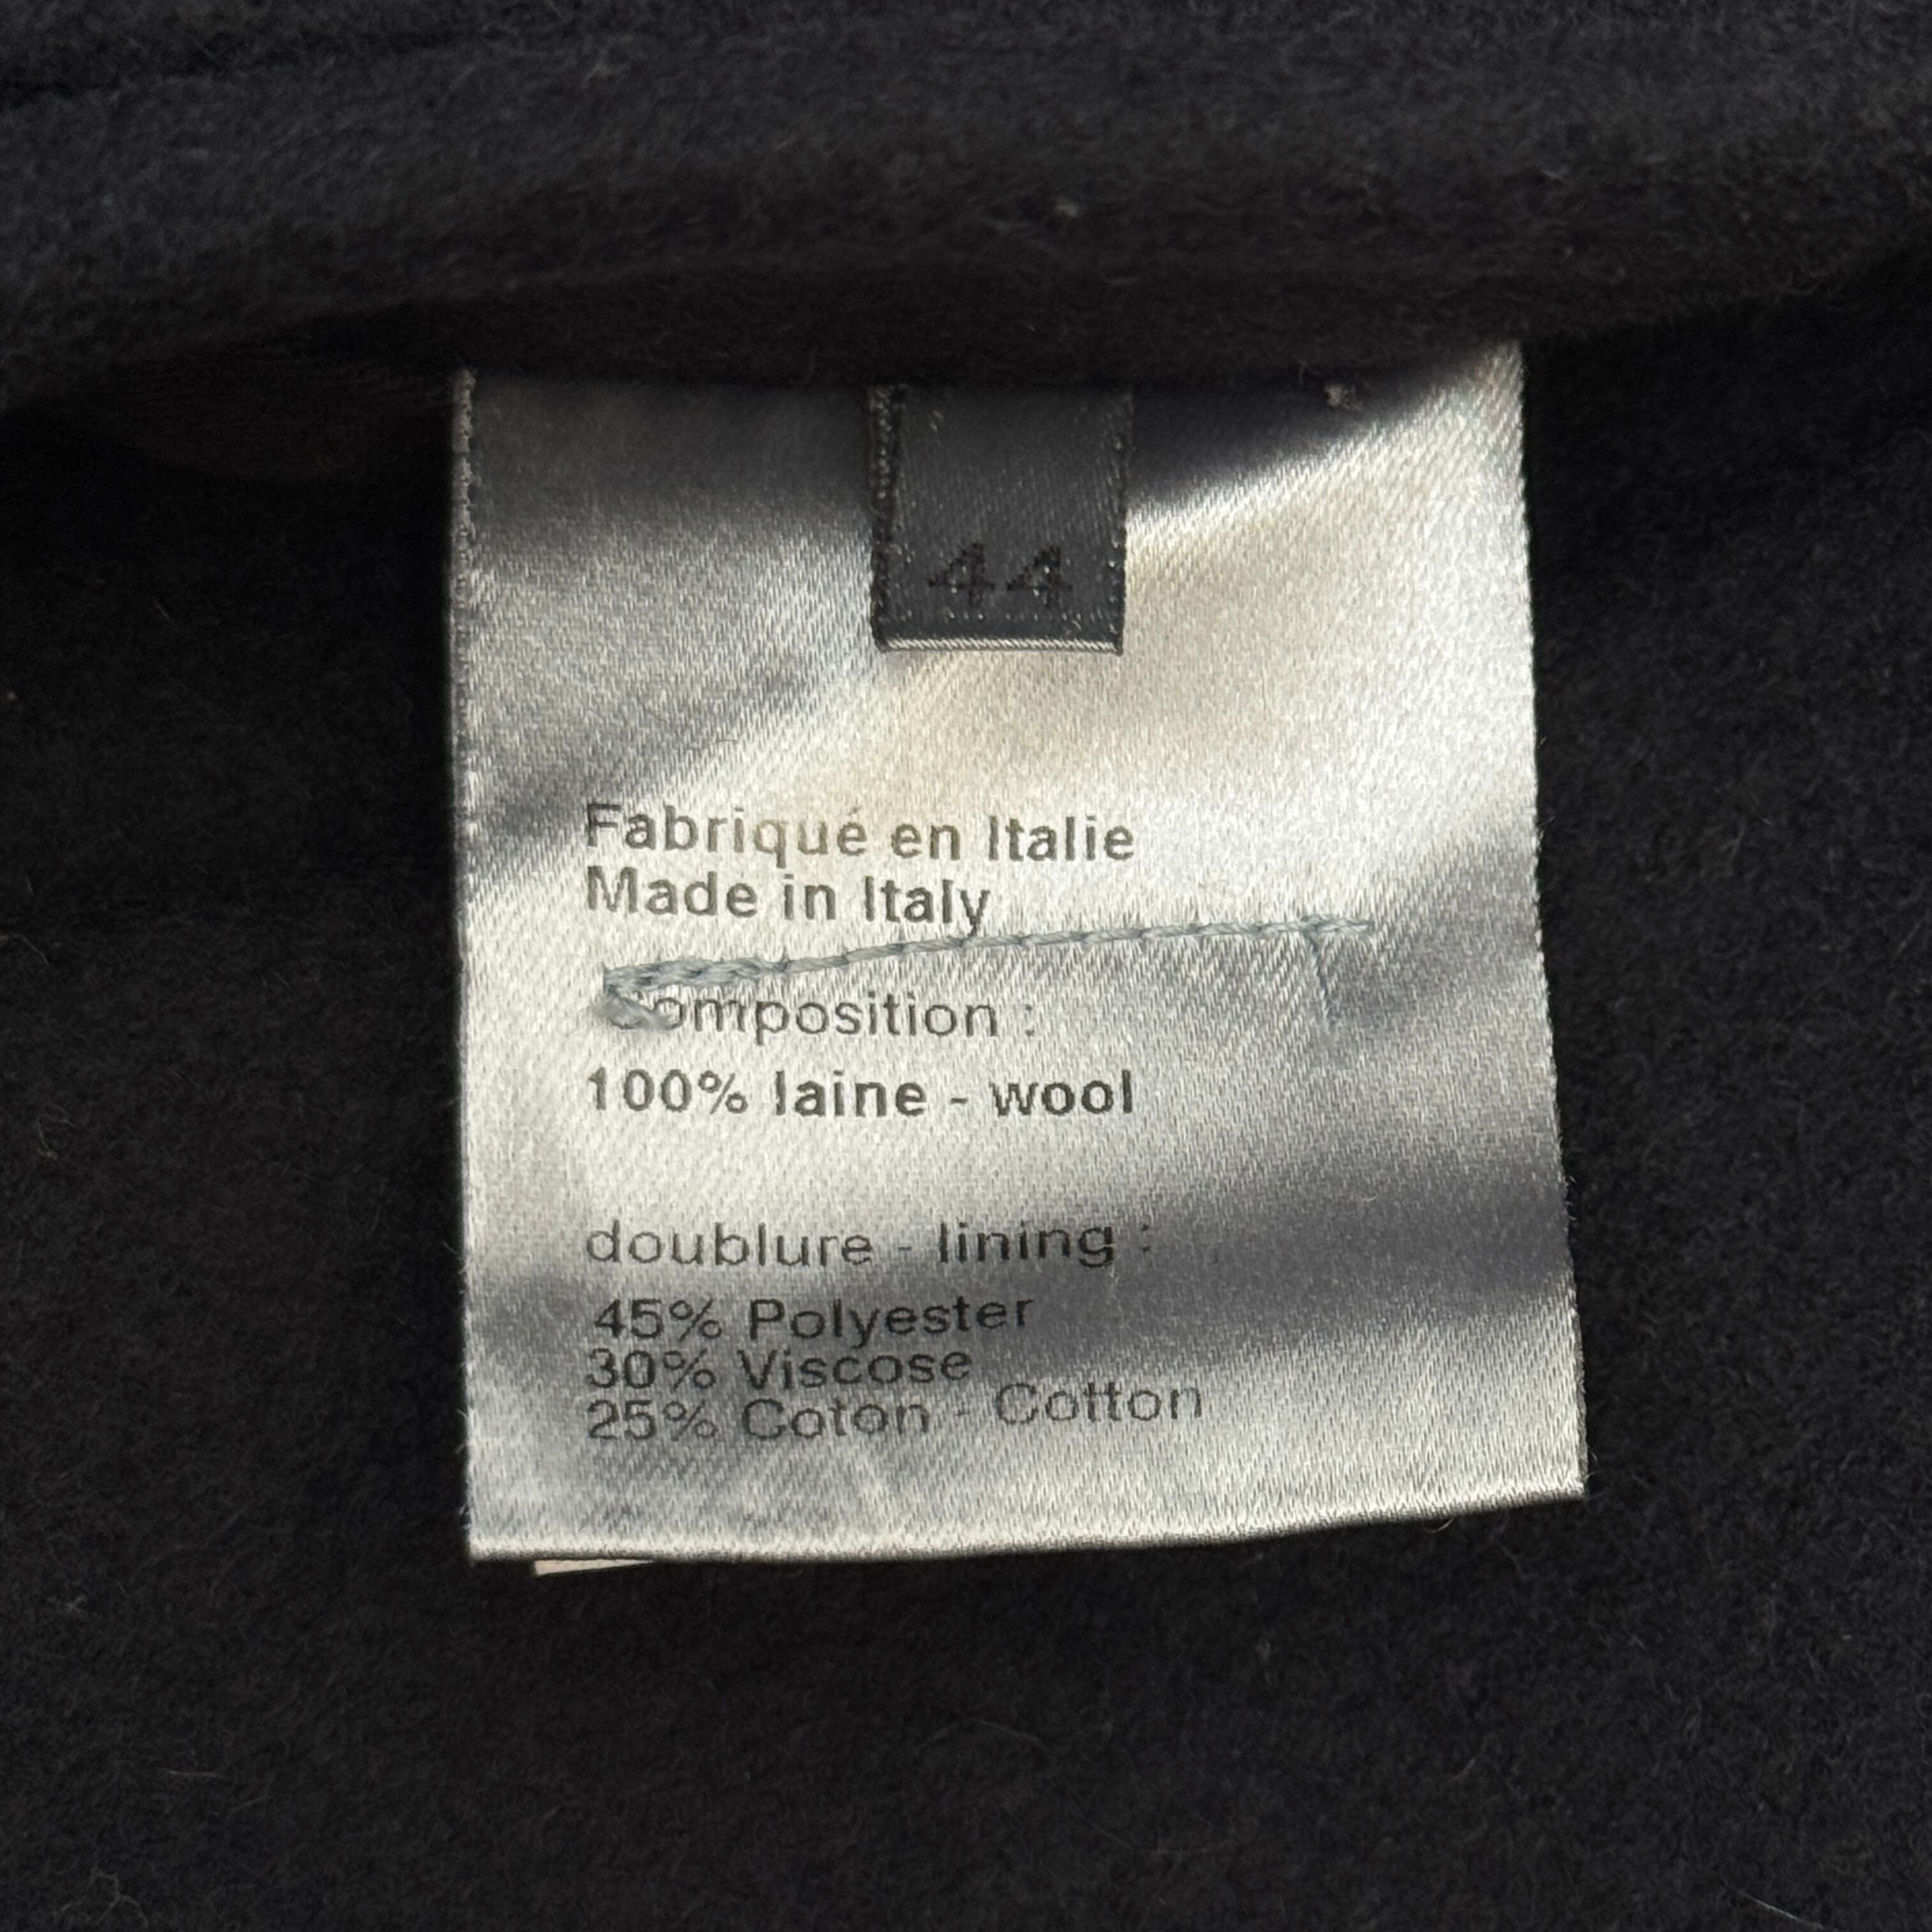 44
Fabriqué en Italie
Made in Italy
Composition :
100% laine - wool
doublure - lining :
45% Polyester
30% Viscose
25% Coton - Cotton